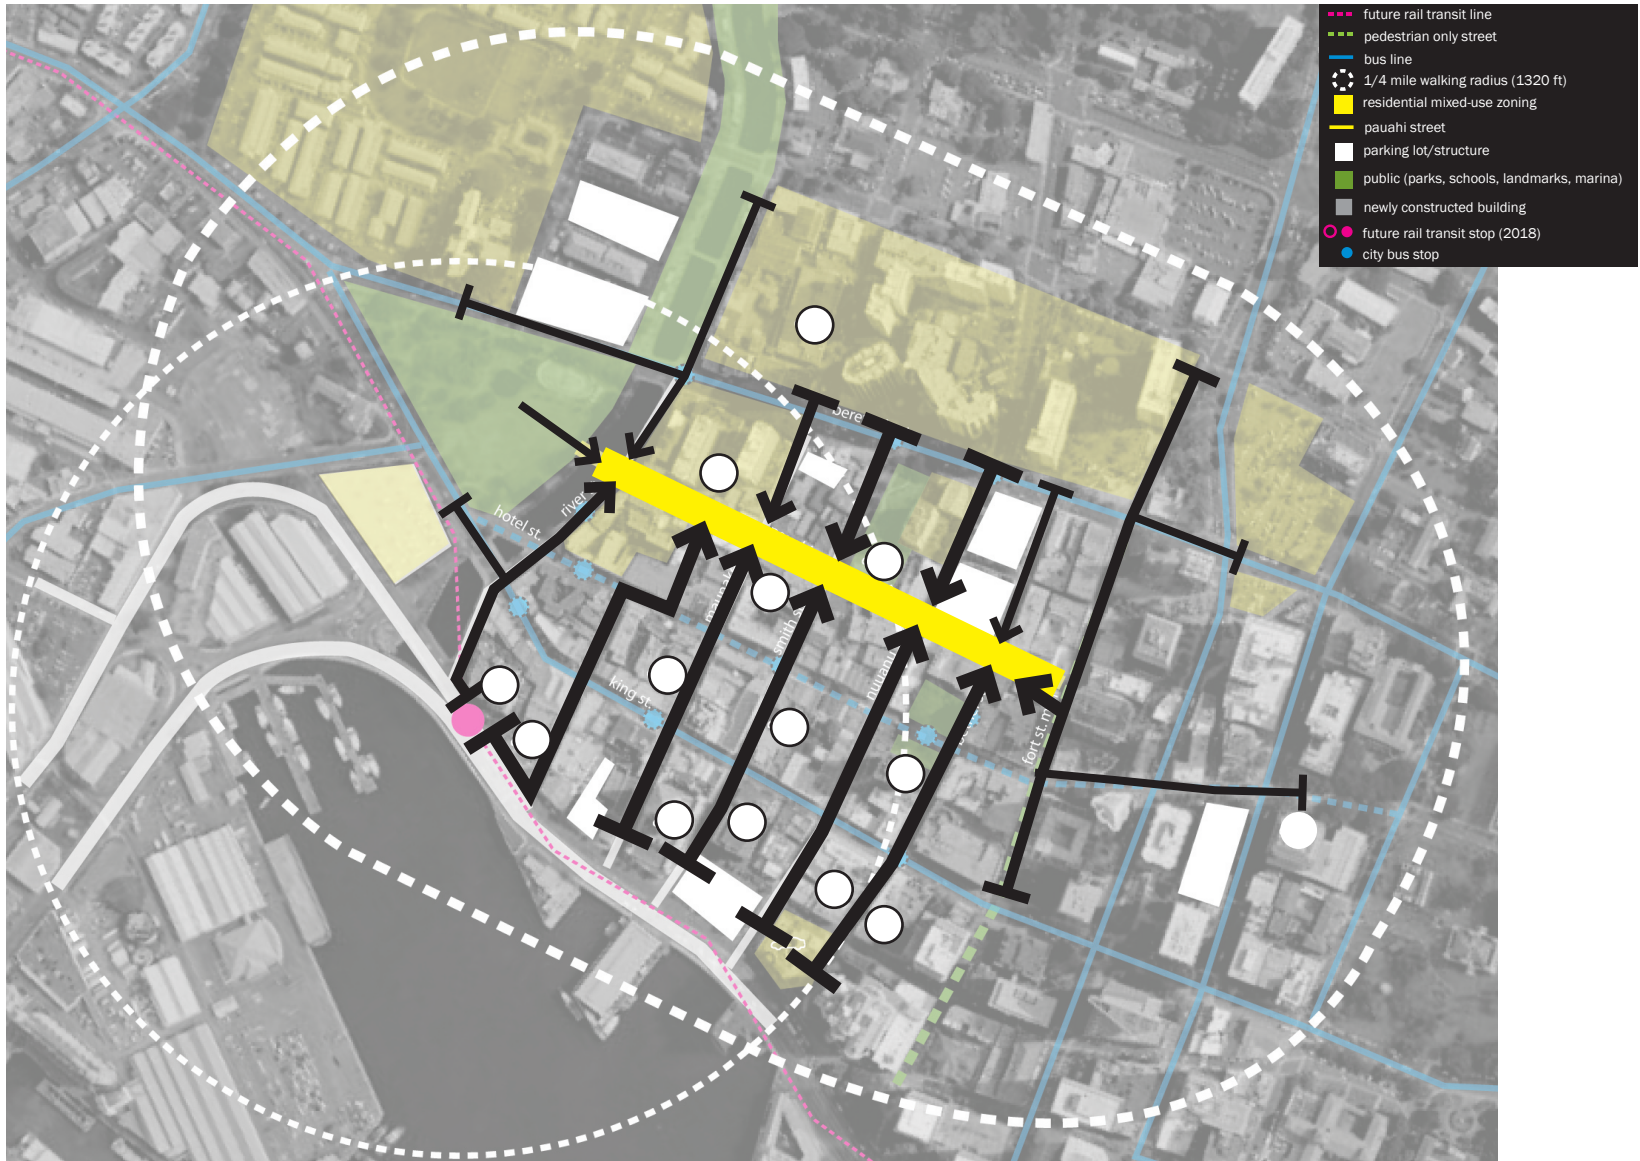 future rail transit line
pedestrian only street
bus line
1/4 mile walking radius (1320 ft)
residential mixed-use zoning
pauahi street
parking lot/structure
public (parks, schools, landmarks, marina)
newly constructed building
future rail transit stop (2018)
city bus stop
bere
river
hotel st.
smith s
king st.
nuuanu
fort st. m